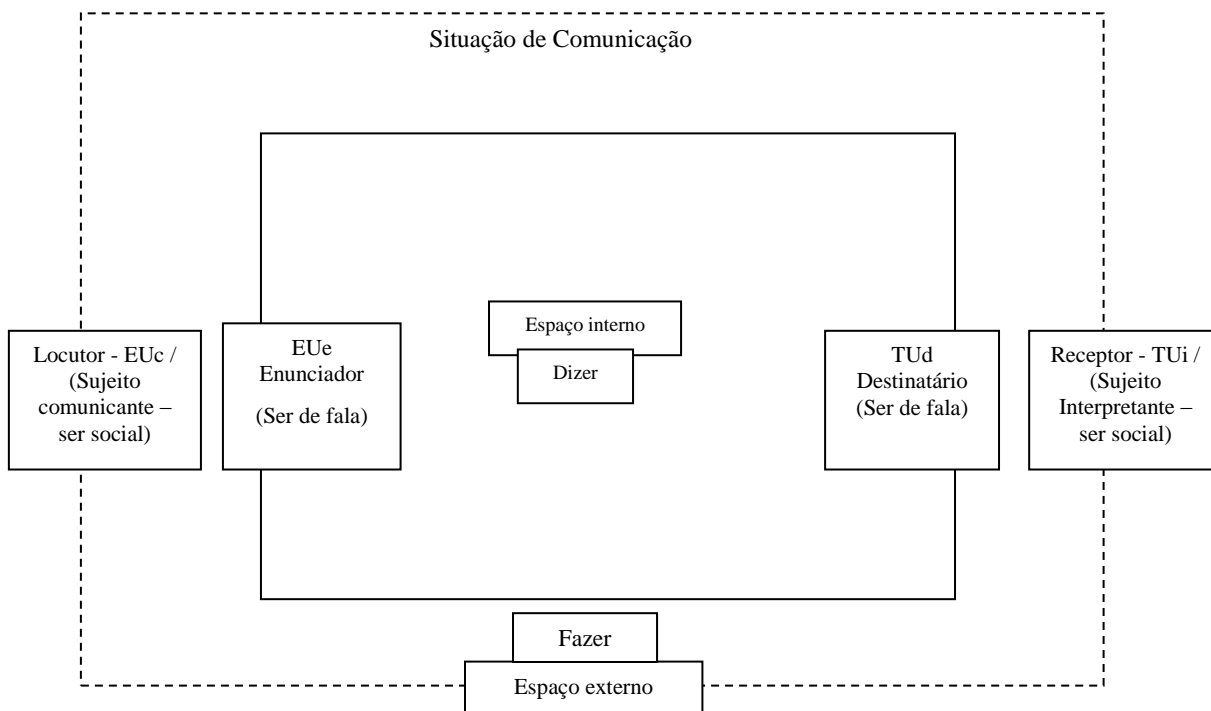 Situação de Comunicação
Locutor - EUc /
(Sujeito
comunicante –
ser social)
EUe
Enunciador
(Ser de fala)
Espaço interno
Dizer
TUd
Destinatário
(Ser de fala)
Receptor - TUi /
(Sujeito
Interpretante –
ser social)
Fazer
Espaço externo